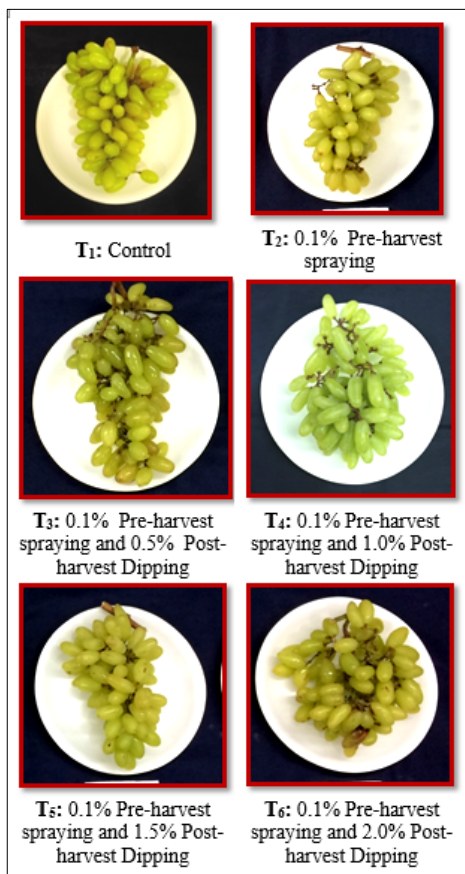 T₁: Control
T₂: 0.1% Pre-harvest
spraying
T₃: 0.1% Pre-harvest
spraying and 0.5% Post-
harvest Dipping
T₄: 0.1% Pre-harvest
spraying and 1.0% Post-
harvest Dipping
T₅: 0.1% Pre-harvest
spraying and 1.5% Post-
harvest Dipping
T₆: 0.1% Pre-harvest
spraying and 2.0% Post-
harvest Dipping